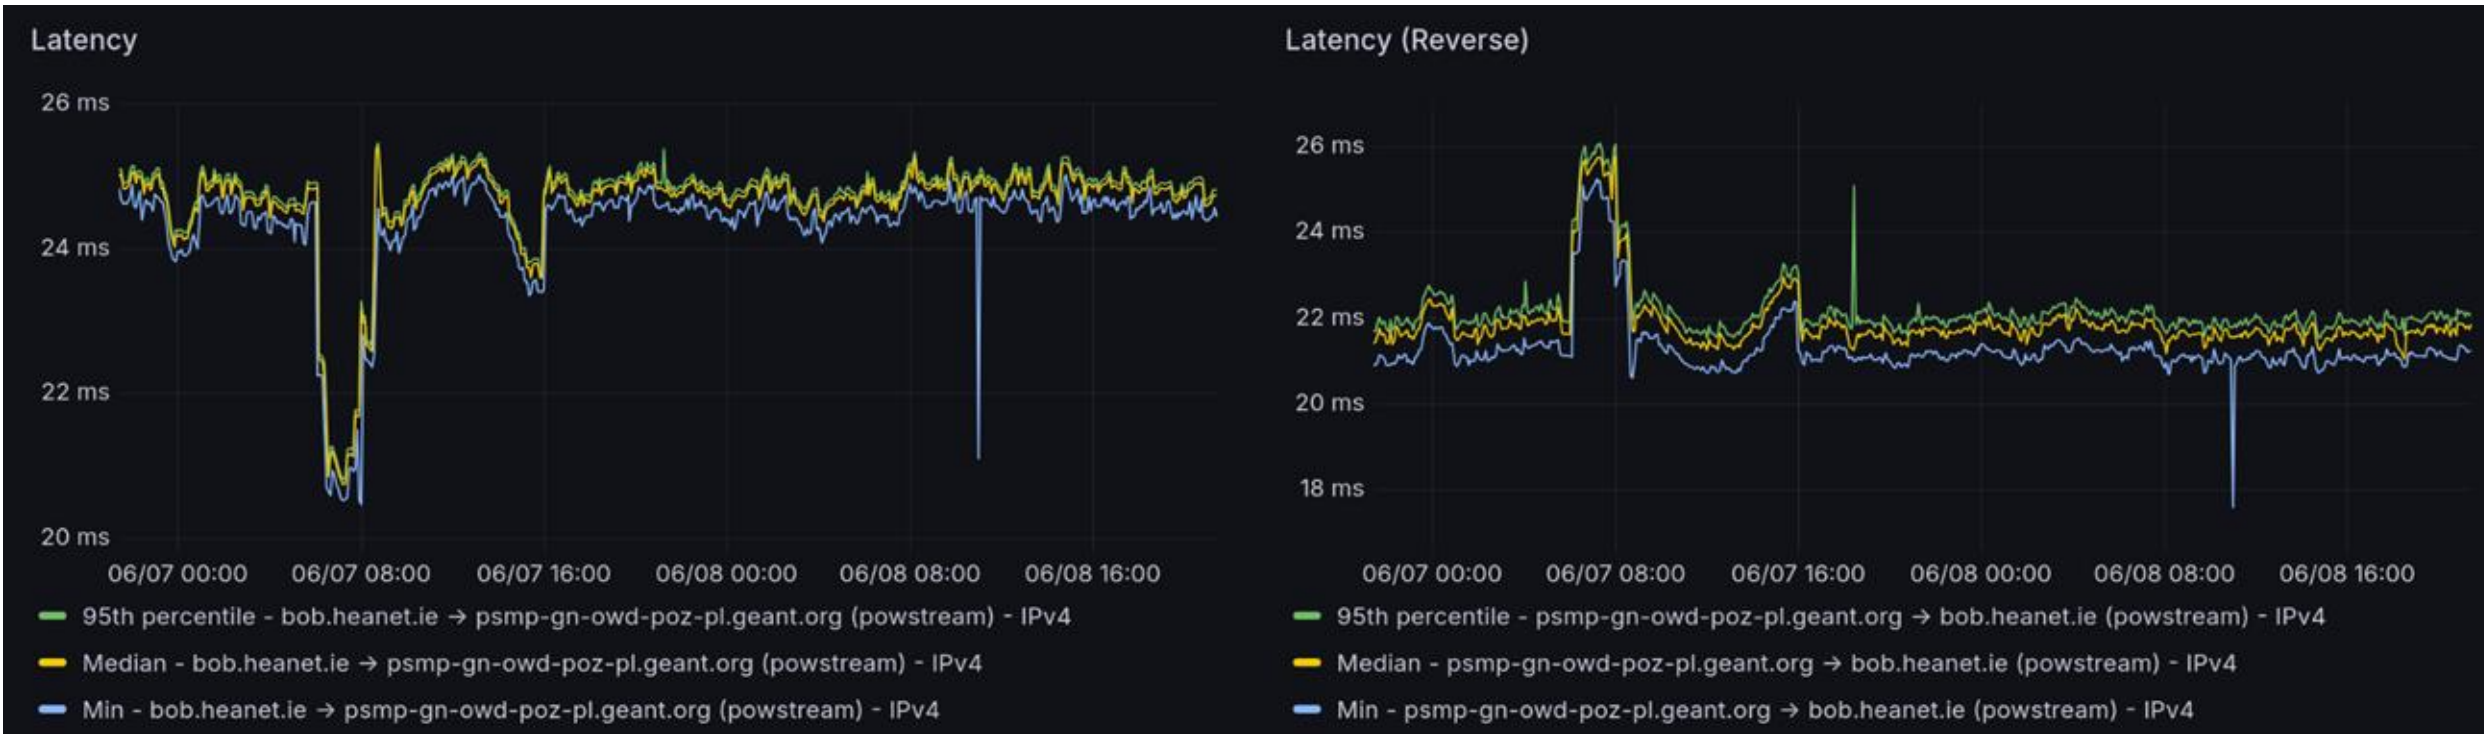 Latency
26 ms
24 ms
22 ms
20 ms
06/07 00:00 06/07 08:00 06/07 16:00 06/08 00:00 06/08 08:00 06/08 16:00
95th percentile - bob.heanet.ie → psmp-gn-owd-poz-pl.geant.org (powstream) - IPv4
Median - bob.heanet.ie → psmp-gn-owd-poz-pl.geant.org (powstream) - IPv4
Min - bob.heanet.ie → psmp-gn-owd-poz-pl.geant.org (powstream) - IPv4
Latency (Reverse)
26 ms
24 ms
22 ms
20 ms
18 ms
06/07 00:00 06/07 08:00 06/07 16:00 06/08 00:00 06/08 08:00 06/08 16:00
95th percentile - psmp-gn-owd-poz-pl.geant.org → bob.heanet.ie (powstream) - IPv4
Median - psmp-gn-owd-poz-pl.geant.org → bob.heanet.ie (powstream) - IPv4
Min - psmp-gn-owd-poz-pl.geant.org → bob.heanet.ie (powstream) - IPv4